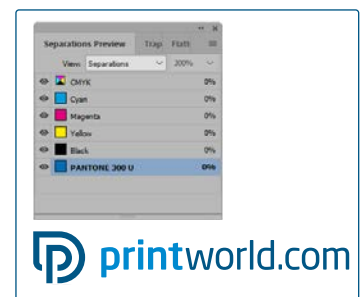 Separations Preview Trap Flatt
View: Separations 300%
CMYK 0%
Cyan 0%
Magenta 0%
Yellow 0%
Black 0%
PANTONE 300 U 0%
printworld.com